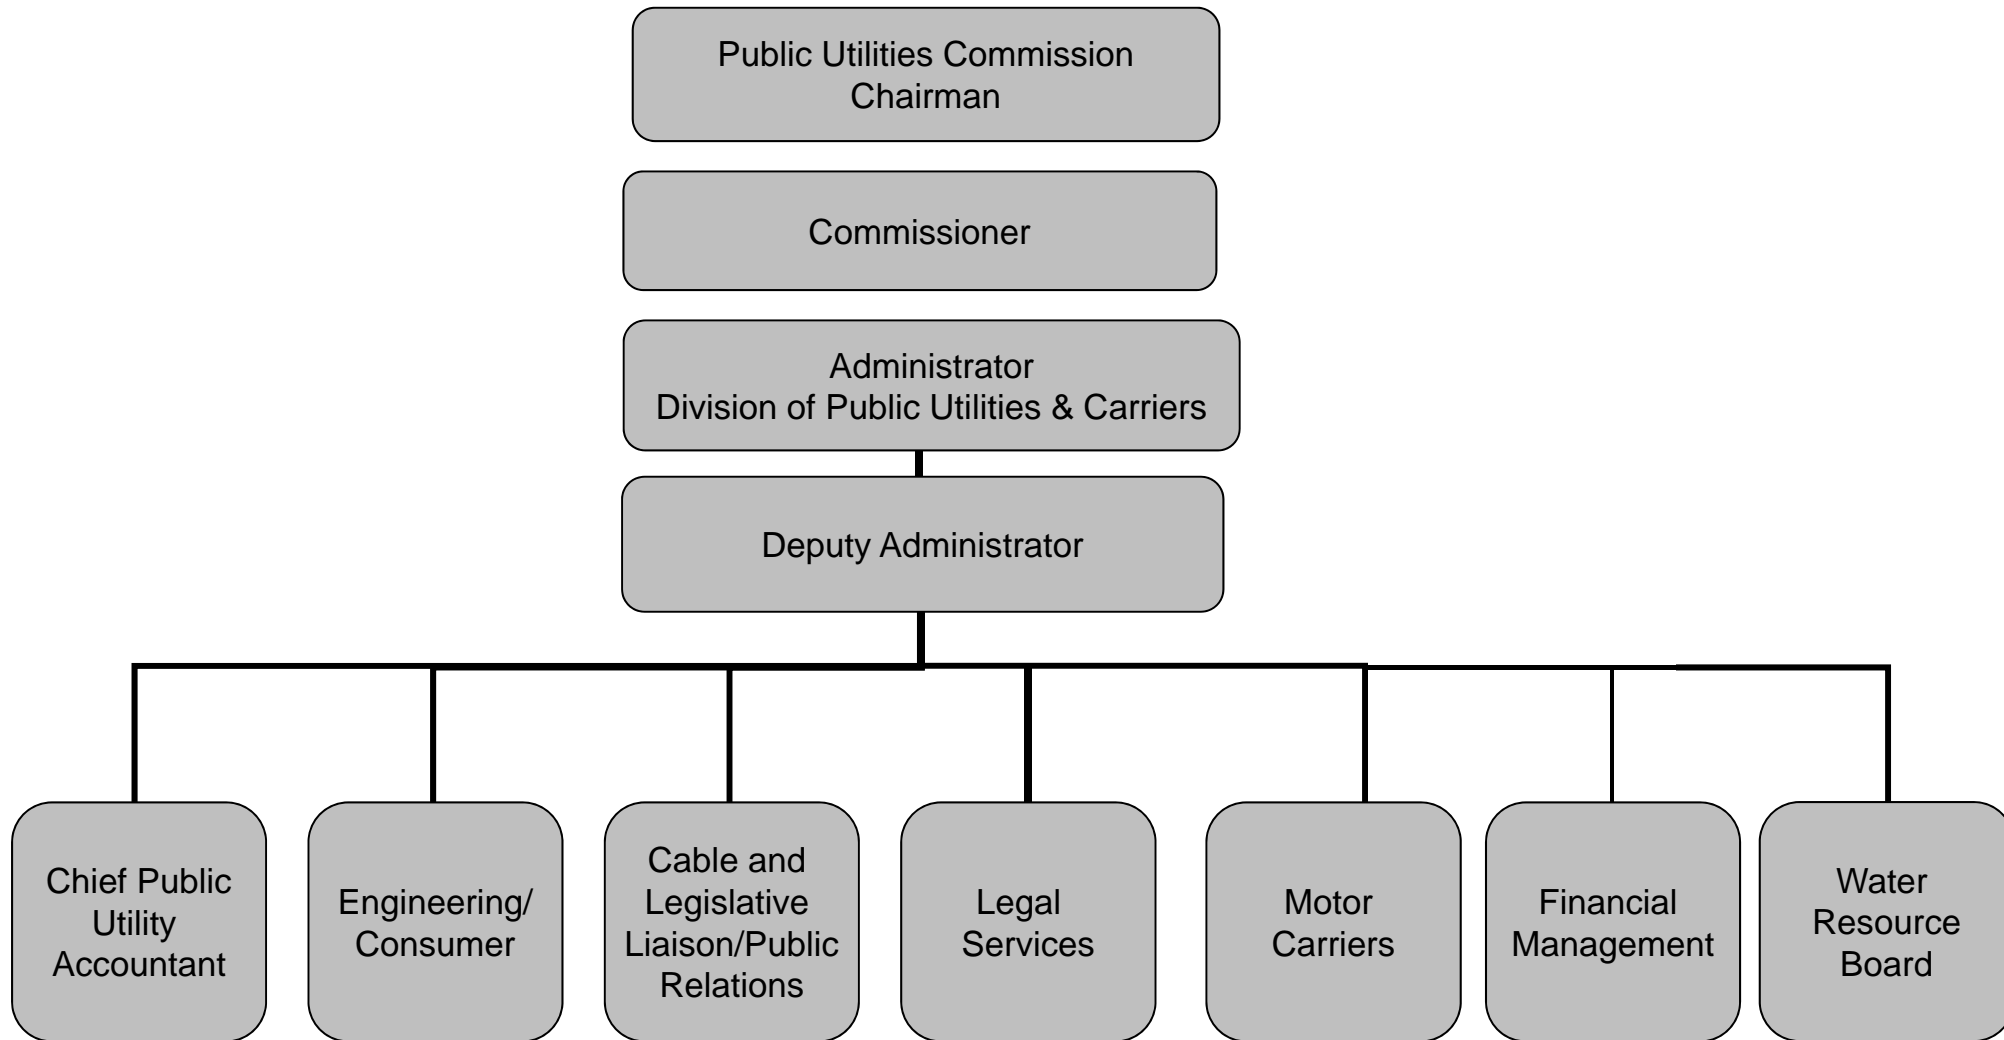 Public Utilities Commission
Chairman
Commissioner
Administrator
Division of Public Utilities & Carriers
Deputy Administrator
Chief Public
Utility
Accountant
Engineering/
Consumer
Cable and
Legislative
Liaison/Public
Relations
Legal
Services
Motor
Carriers
Financial
Management
Water
Resource
Board